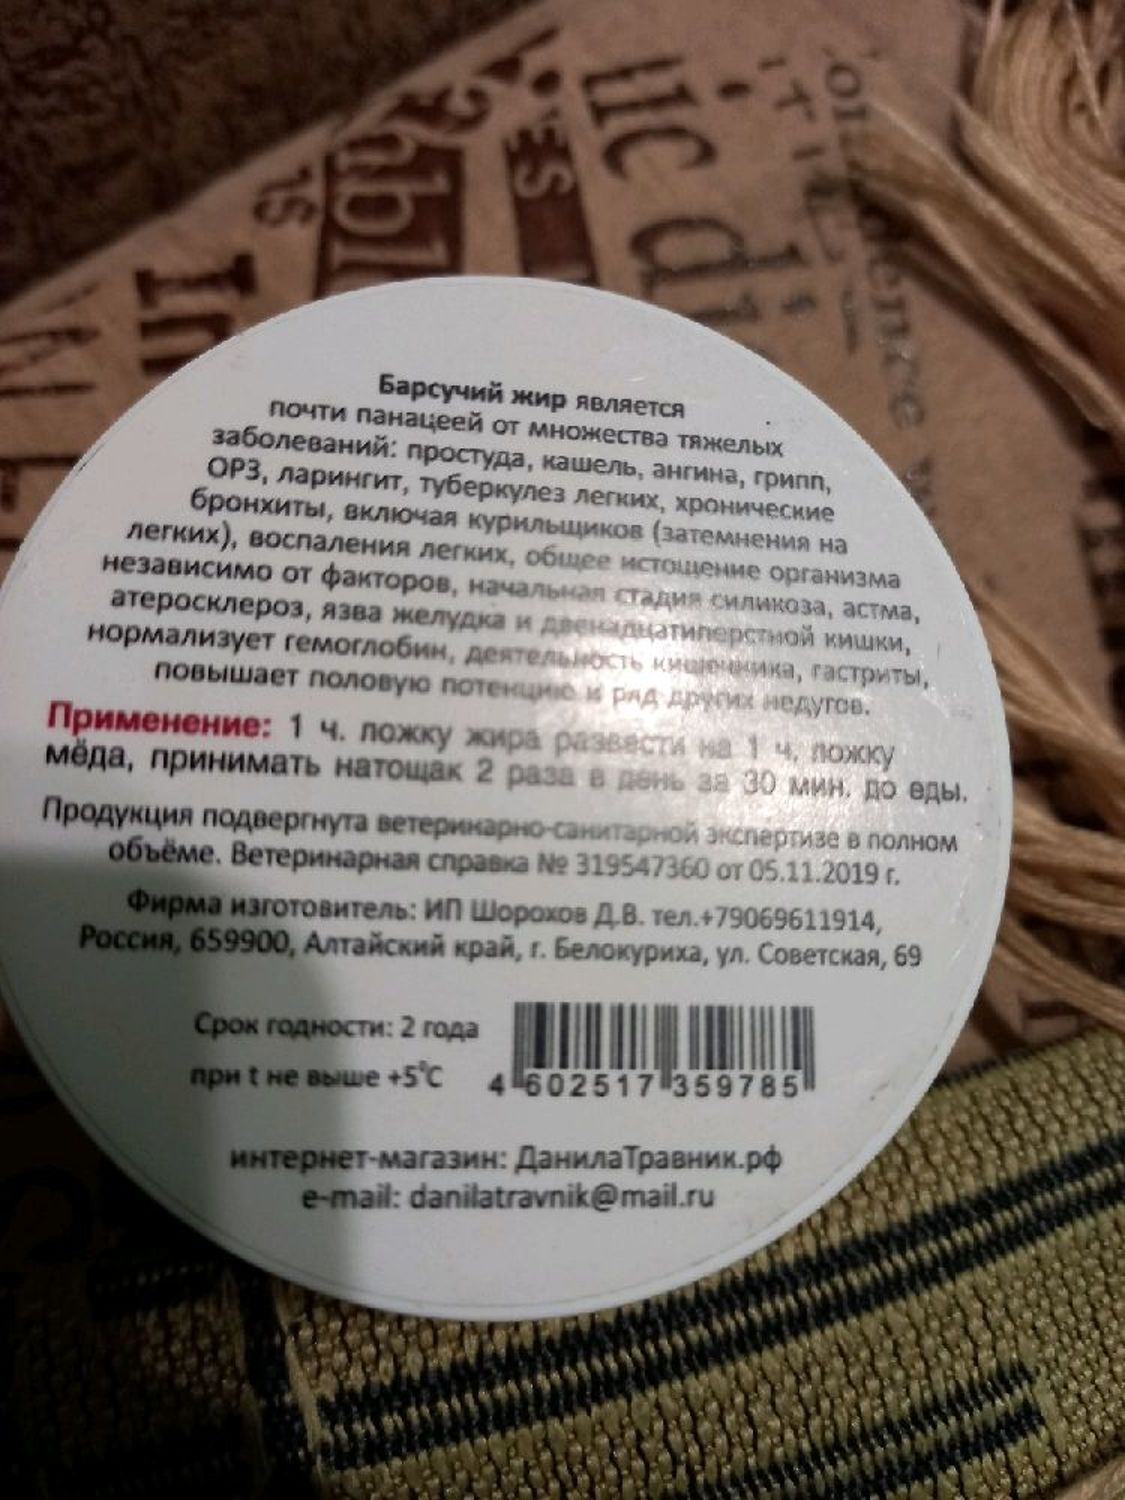 Барсучий жир является
почти панацеей от множества тяжелых
заболеваний: простуда, кашель, ангина, грипп,
ОРЗ, ларингит, туберкулез легких, хронические
бронхиты, включая курильщиков (затемнения на
легких), воспаления легких, общее истощение организма
независимо от факторов, начальная стадия силикоза, астма,
атеросклероз, язва желудка и двенадцатиперстной кишки,
нормализует гемоглобин, деятельность кишечника, гастриты,
повышает половую потенцию и ряд других недугов.
Применение: 1 ч. ложку жира развести на 1 ч. ложку
мёда, принимать натощак 2 раза в день за 30 мин. до еды.
Продукция подвергнута ветеринарно-санитарной экспертизе в полном
объёме. Ветеринарная справка № 319547360 от 05.11.2019 г.
Фирма изготовитель: ИП Шорохов Д.В. тел.+79069611914,
Россия, 659900, Алтайский край, г. Белокуриха, ул. Советская, 69
Срок годности: 2 года
при t не выше +5°C
4 602517 359785
интернет-магазин: ДанилаТравник.рф
e-mail: danilatravnik@mail.ru